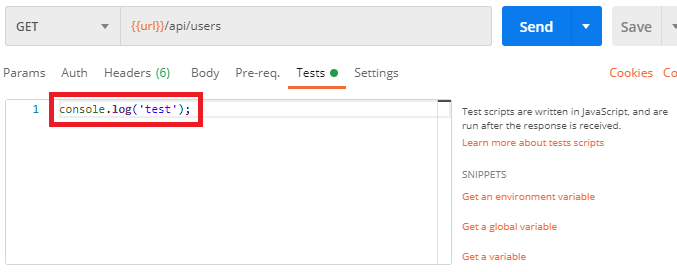 GET {{url}}/api/users Send Save
Params Auth Headers (6) Body Pre-req. Tests Settings Cookies Co
1 console.log('test');
Test scripts are written in JavaScript, and are
run after the response is received.
Learn more about tests scripts
SNIPPETS
Get an environment variable
Get a global variable
Get a variable